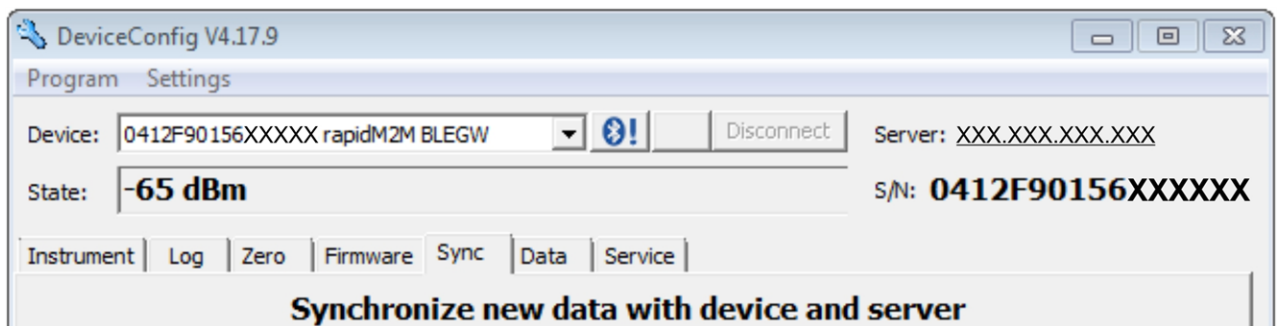 DeviceConfig V4.17.9
Program Settings
Device: 0412F90156XXXXX rapidM2M BLEGW ! Disconnect Server: XXX.XXX.XXX.XXX
State: -65 dBm S/N: 0412F90156XXXXXX
Instrument Log Zero Firmware Sync Data Service
Synchronize new data with device and server